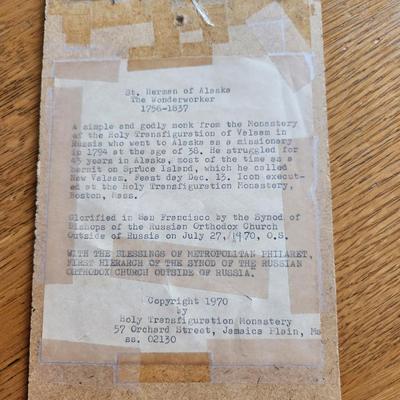 St. Herman of Alaska
The Wonderworker
1756-1837
A simple and godly monk from the Monastery
of the Holy Transfiguration of Valaam in
Russia who went to Alaska as a missionary
in 1794 at the age of 38. He struggled for
43 years in Alaska, most of the time as a
hermit on Spruce Island, which he called
New Valaam. Feast day Dec. 13. Icon execut-
ed at the Holy Transfiguration Monastery,
Boston, Mass.
Glorified in San Francisco by the Synod of
Bishops of the Russian Orthodox Church
Outside of Russia on July 27, 1970, O.S.
WITH THE BLESSINGS OF METROPOLITAN PHILARET,
FIRST HIERARCH OF THE SYNOD OF THE RUSSIAN
ORTHODOX CHURCH OUTSIDE OF RUSSIA.
Copyright 1970
by
Holy Transfiguration Monastery
57 Orchard Street, Jamaica Plain, Ma
ss. 02130